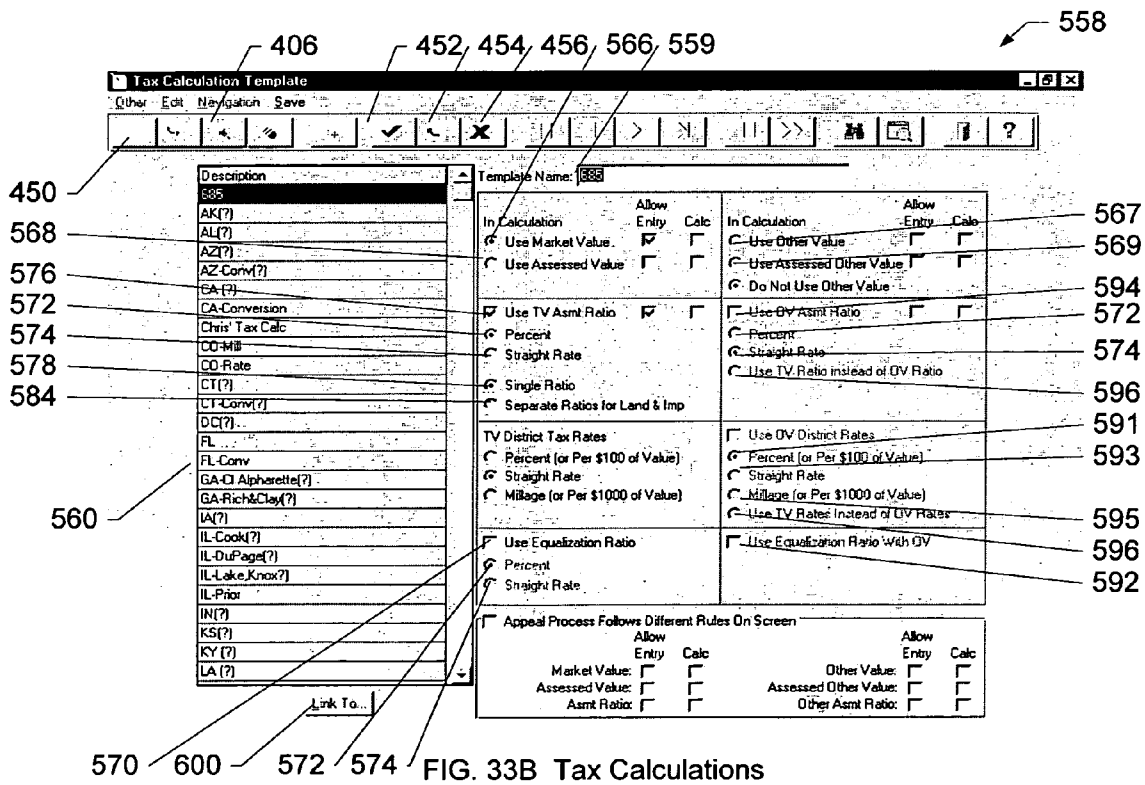 558
406 452 454 456 566 559
Tax Calculation Template
Other Edit Navigation Save
450
568
576
572
574
578
584
560
Description
685
AK(?)
AL(?)
AZ(?)
AZ-Conv(?)
CA (?)
CA-Conversion
Chris' Tax Calc
CO-Mill
CO-Rate
CT(?)
CT-Conv(?)
DC(?)
FL
FL-Conv
GA-Cl Alpharette(?)
GA-Rich&Clay(?)
IA(?)
IL-Cook(?)
IL-DuPage(?)
IL-Lake,Knox?)
IL-Prior
IN(?)
KS(?)
KY (?)
LA (?)
Link To...
Template Name: 685
In Calculation Allow Entry Calc
Use Market Value
Use Assessed Value
In Calculation Allow Entry Calc
Use Other Value
Use Assessed Other Value
Do Not Use Other Value
Use TV Asmt Ratio
Percent
Straight Rate
Single Ratio
Separate Ratios for Land & Imp
Use OV Asmt Ratio
Percent
Straight Rate
Use TV Ratio instead of OV Ratio
TV District Tax Rates
Percent (or Per $100 of Value)
Straight Rate
Millage (or Per $1000 of Value)
Use OV District Rates
Percent (or Per $100 of Value)
Straight Rate
Millage (or Per $1000 of Value)
Use TV Rates Instead of OV Rates
Use Equalization Ratio
Percent
Straight Rate
Use Equalization Ratio With OV
Appeal Process Follows Different Rules On Screen
Allow Entry Calc
Market Value:
Assessed Value:
Asmt Ratio:
Allow Entry Calc
Other Value:
Assessed Other Value:
Other Asmt Ratio:
567
569
594
572
574
596
591
593
595
596
592
570 600 572 574
FIG. 33B Tax Calculations